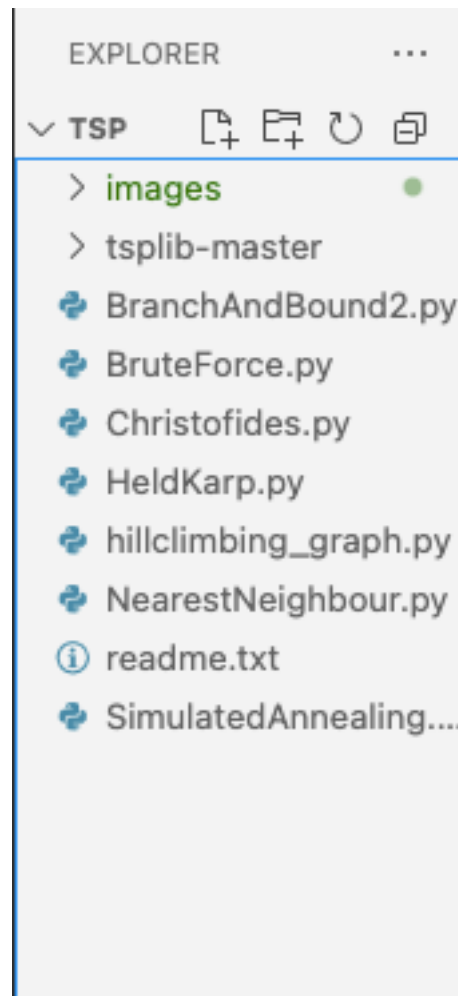 EXPLORER ...
TSP
images
tsplib-master
BranchAndBound2.py
BruteForce.py
Christofides.py
HeldKarp.py
hillclimbing_graph.py
NearestNeighbour.py
readme.txt
SimulatedAnnealing....